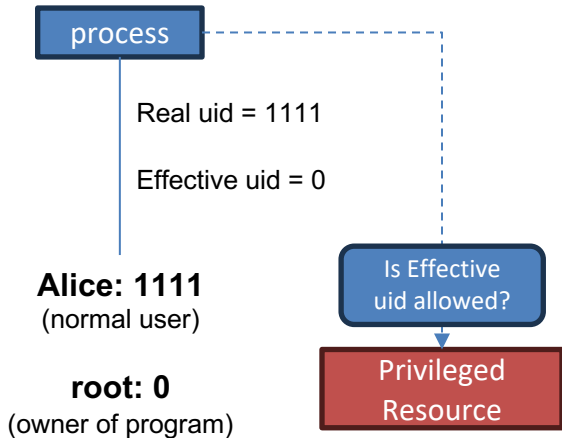 process
Real uid = 1111
Effective uid = 0
Alice: 1111
(normal user)
root: 0
(owner of program)
Is Effective
uid allowed?
Privileged
Resource